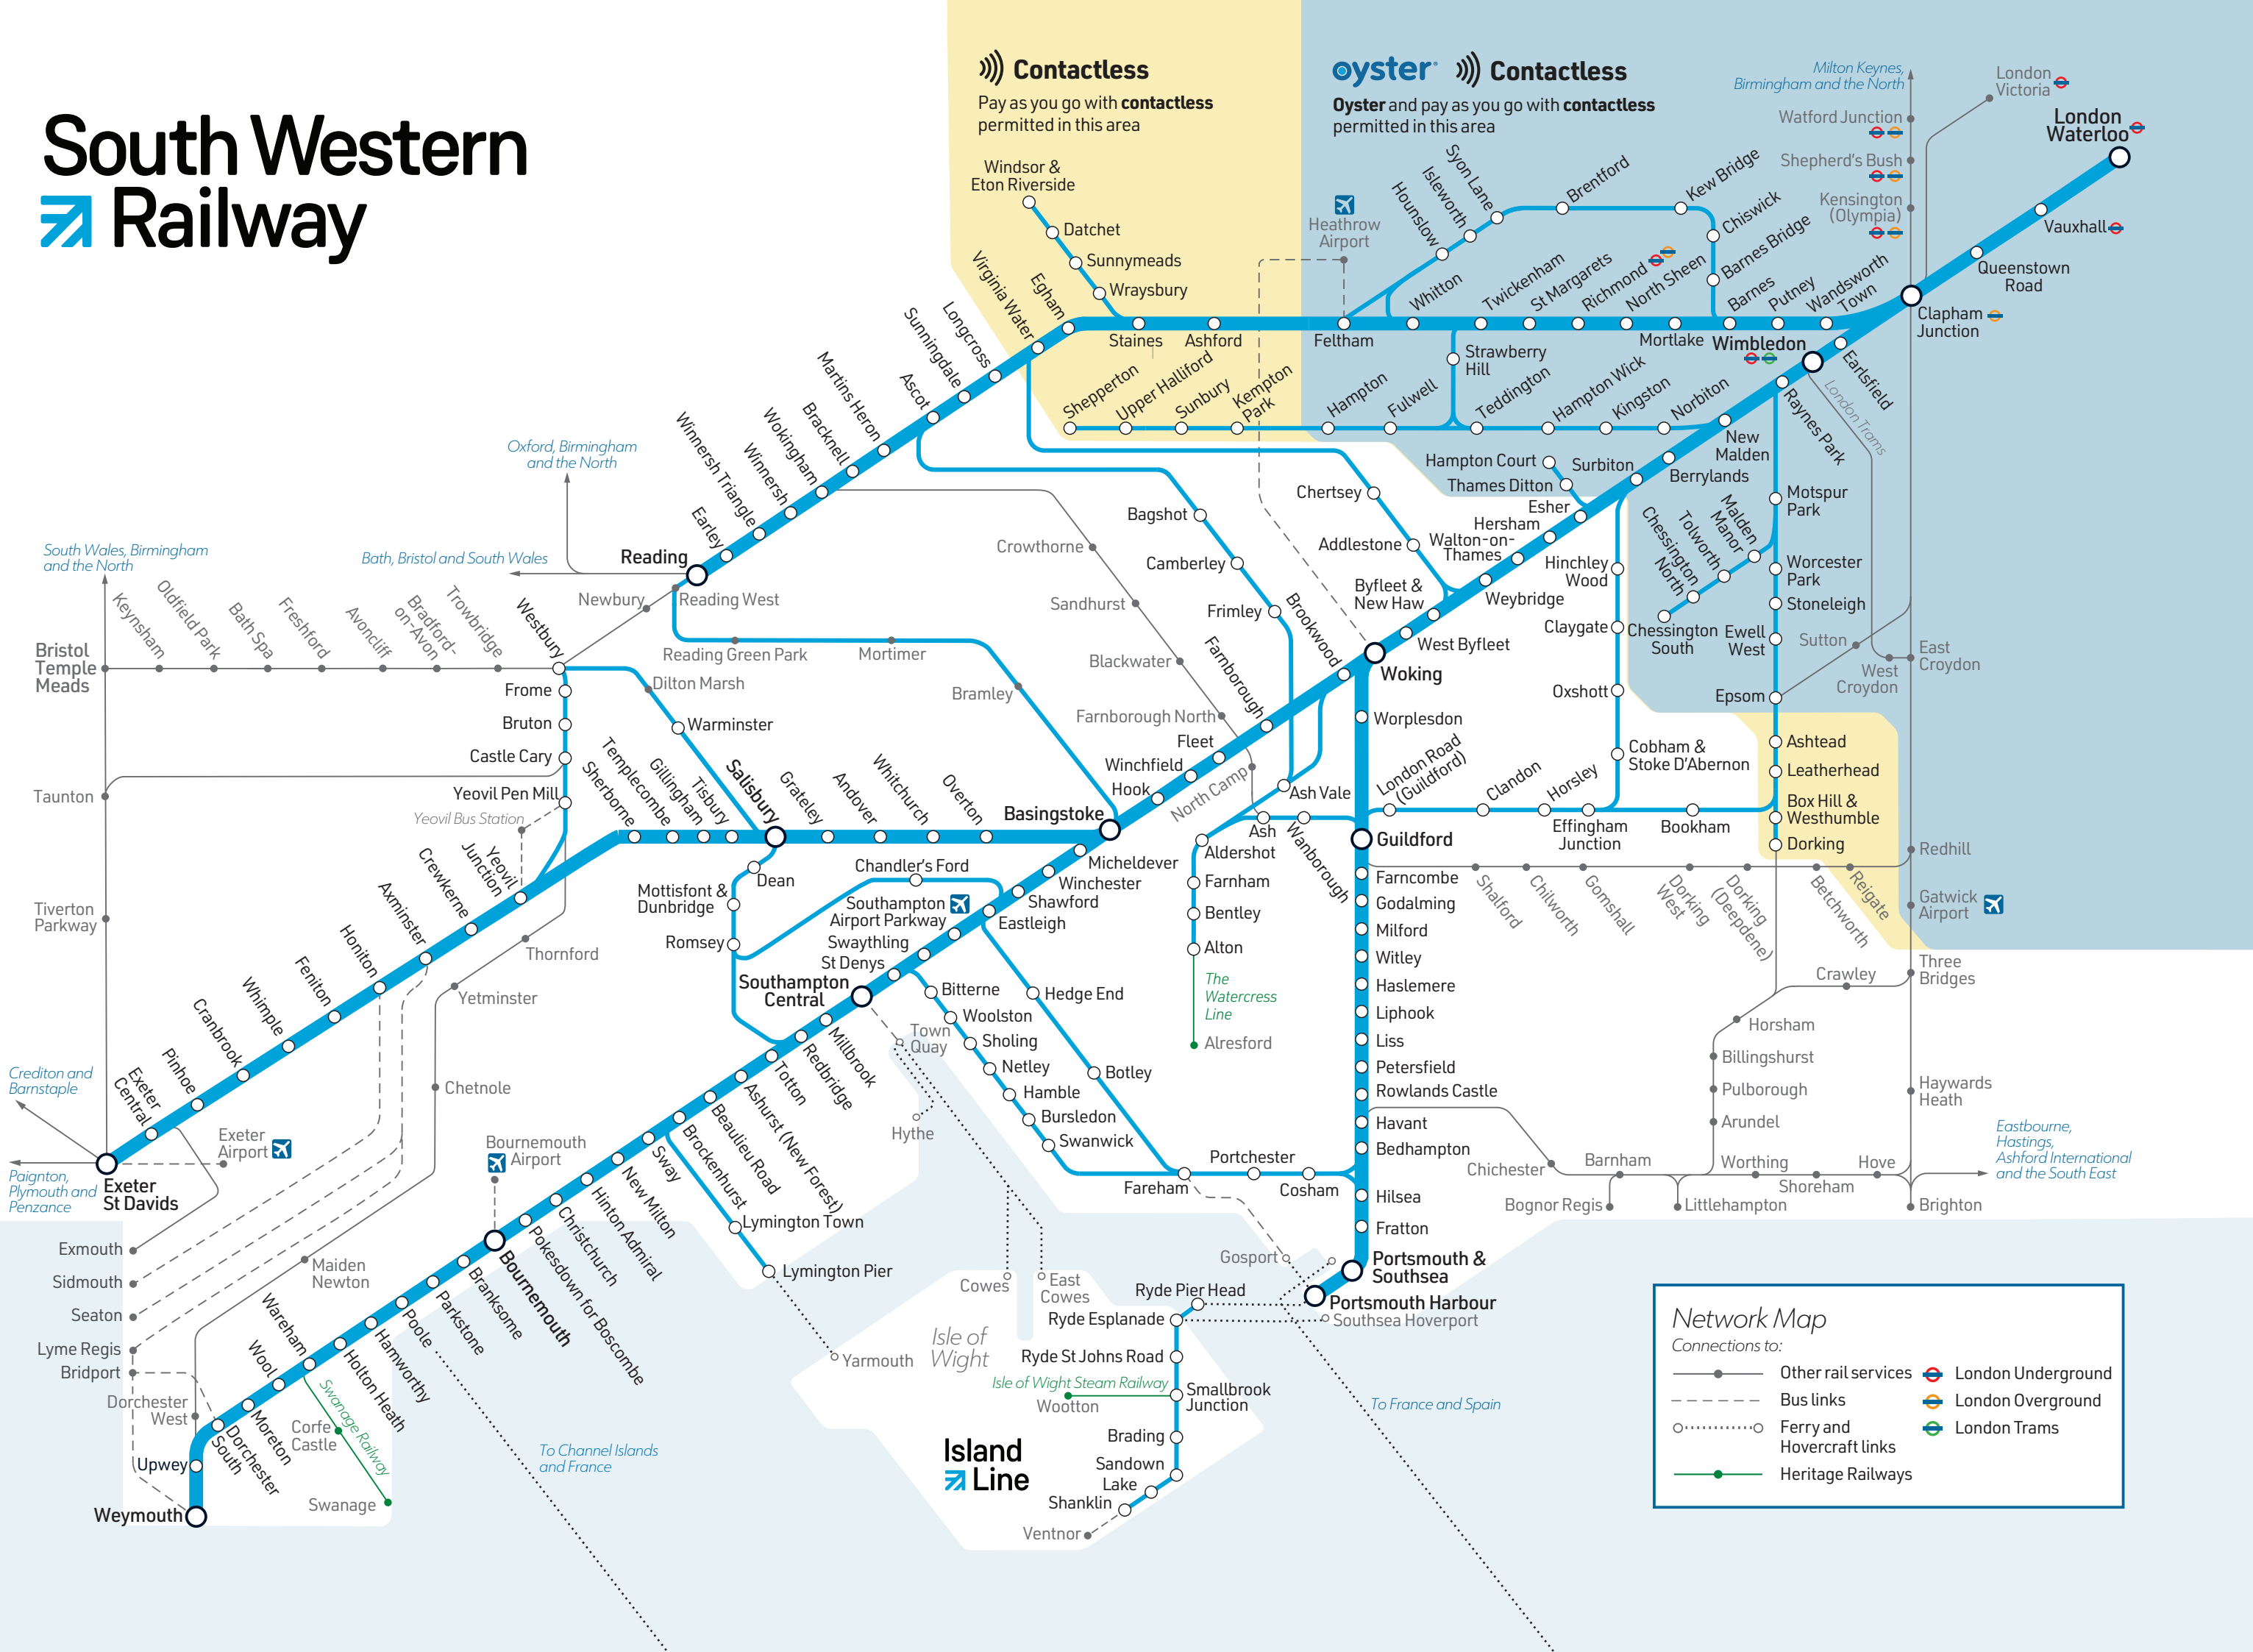 South Western
Railway
Contactless
Pay as you go with contactless
permitted in this area
oyster
Contactless
Oyster and pay as you go with contactless
permitted in this area
Milton Keynes,
Birmingham and the North
London
Victoria
Watford Junction
London
Waterloo
Shepherd's Bush
Kensington
(Olympia)
Vauxhall
Queenstown
Road
Clapham
Junction
Windsor &
Eton Riverside
Datchet
Sunnymeads
Wraysbury
Heathrow
Airport
Hounslow
Isleworth
Syon Lane
Brentford
Kew Bridge
Chiswick
Barnes Bridge
Virginia Water
Egham
Staines
Ashford
Feltham
Whitton
Twickenham
St Margarets
Richmond
North Sheen
Mortlake
Barnes
Putney
Wandsworth
Town
Wimbledon
Earlsfield
London Trams
Raynes Park
Strawberry
Hill
Shepperton
Upper Halliford
Sunbury
Kempton
Park
Hampton
Fulwell
Teddington
Hampton Wick
Kingston
Norbiton
New
Malden
Berrylands
Surbiton
Hampton Court
Thames Ditton
Esher
Hersham
Walton-on-
Thames
Weybridge
Byfleet &
New Haw
West Byfleet
Woking
Chertsey
Addlestone
Longcross
Sunningdale
Ascot
Martins Heron
Bracknell
Wokingham
Winnersh
Winnersh Triangle
Earley
Reading
Oxford, Birmingham
and the North
Bath, Bristol and South Wales
South Wales, Birmingham
and the North
Motspur
Park
Malden
Manor
Tolworth
Chessington
North
Chessington
South
Worcester
Park
Stoneleigh
Ewell
West
Epsom
Sutton
West
Croydon
East
Croydon
Ashtead
Leatherhead
Box Hill &
Westhumble
Dorking
Hinchley
Wood
Claygate
Oxshott
Cobham &
Stoke D'Abernon
London Road
(Guildford)
Clandon
Horsley
Effingham
Junction
Bookham
Bagshot
Camberley
Frimley
Crowthorne
Sandhurst
Blackwater
Farnborough North
North Camp
Brookwood
Farnborough
Fleet
Winchfield
Hook
Basingstoke
Ash Vale
Ash
Wanborough
Guildford
Aldershot
Farnham
Bentley
Alton
The
Watercress
Line
Alresford
Worplesdon
Farncombe
Godalming
Milford
Witley
Haslemere
Liphook
Liss
Petersfield
Rowlands Castle
Havant
Bedhampton
Hilsea
Fratton
Portsmouth &
Southsea
Portsmouth Harbour
Southsea Hoverport
Shalford
Chilworth
Gomshall
Dorking
West
Dorking
(Deepdene)
Betchworth
Reigate
Redhill
Gatwick
Airport
Three
Bridges
Crawley
Horsham
Billingshurst
Pulborough
Arundel
Haywards
Heath
Eastbourne,
Hastings,
Ashford International
and the South East
Chichester
Barnham
Bognor Regis
Littlehampton
Worthing
Shoreham
Hove
Brighton
Newbury
Reading West
Reading Green Park
Mortimer
Bramley
Bristol
Temple
Meads
Keynsham
Oldfield Park
Bath Spa
Freshford
Avoncliff
Bradford-
on-Avon
Trowbridge
Westbury
Dilton Marsh
Warminster
Frome
Bruton
Castle Cary
Yeovil Pen Mill
Yeovil Bus Station
Taunton
Tiverton
Parkway
Sherborne
Templecombe
Gillingham
Tisbury
Salisbury
Grateley
Andover
Whitchurch
Overton
Yeovil
Junction
Crewkerne
Axminster
Honiton
Feniton
Whimple
Cranbrook
Pinhoe
Exeter
Central
Exeter
St Davids
Exeter
Airport
Crediton and
Barnstaple
Paignton,
Plymouth and
Penzance
Exmouth
Sidmouth
Seaton
Lyme Regis
Bridport
Thornford
Yetminster
Chetnole
Maiden
Newton
Dorchester
West
Upwey
Weymouth
Dean
Mottisfont &
Dunbridge
Romsey
Chandler's Ford
Micheldever
Winchester
Shawford
Eastleigh
Southampton
Airport Parkway
Swaythling
St Denys
Southampton
Central
Millbrook
Redbridge
Totton
Ashurst (New Forest)
Beaulieu Road
Brockenhurst
Sway
New Milton
Hinton Admiral
Christchurch
Pokesdown for Boscombe
Bournemouth
Bournemouth
Airport
Branksome
Parkstone
Poole
Hamworthy
Holton Heath
Wareham
Wool
Moreton
Dorchester
South
Swanage Railway
Corfe
Castle
Swanage
To Channel Islands
and France
Lymington Town
Lymington Pier
Yarmouth
Town
Quay
Hythe
Bitterne
Woolston
Sholing
Netley
Hamble
Bursledon
Swanwick
Hedge End
Botley
Fareham
Portchester
Cosham
Gosport
Cowes
East
Cowes
Isle of
Wight
Ryde Pier Head
Ryde Esplanade
Ryde St Johns Road
Isle of Wight Steam Railway
Wootton
Smallbrook
Junction
Brading
Sandown
Lake
Shanklin
Ventnor
Island
Line
To France and Spain
Network Map
Connections to:
Other rail services
Bus links
Ferry and
Hovercraft links
Heritage Railways
London Underground
London Overground
London Trams